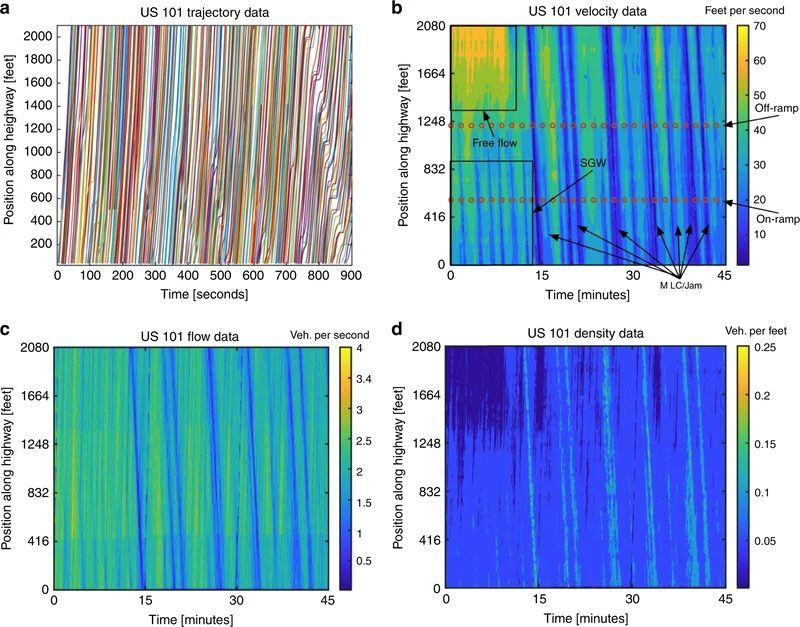 a
US 101 trajectory data
Position along heighway [feet]
2000
1800
1600
1400
1200
1000
800
600
400
200
0 100 200 300 400 500 600 700 800 900
Time [seconds]
b
US 101 velocity data
Feet per second
Position along highway [feet]
2080
1664
1248
832
416
0
0 15 30 45
Time [minutes]
Free flow
SGW
M LC/Jam
70
60
50
40
30
20
10
Off-ramp
On-ramp
c
US 101 flow data
Veh. per second
Position along highway [feet]
2080
1664
1248
832
416
0
0 15 30 45
Time [minutes]
4
3.4
3
2.5
2
1.5
1
0.5
d
US 101 density data
Veh. per feet
Position along highway [feet]
2080
1664
1248
832
416
0
0 15 30 45
Time [minutes]
0.25
0.2
0.15
0.1
0.05